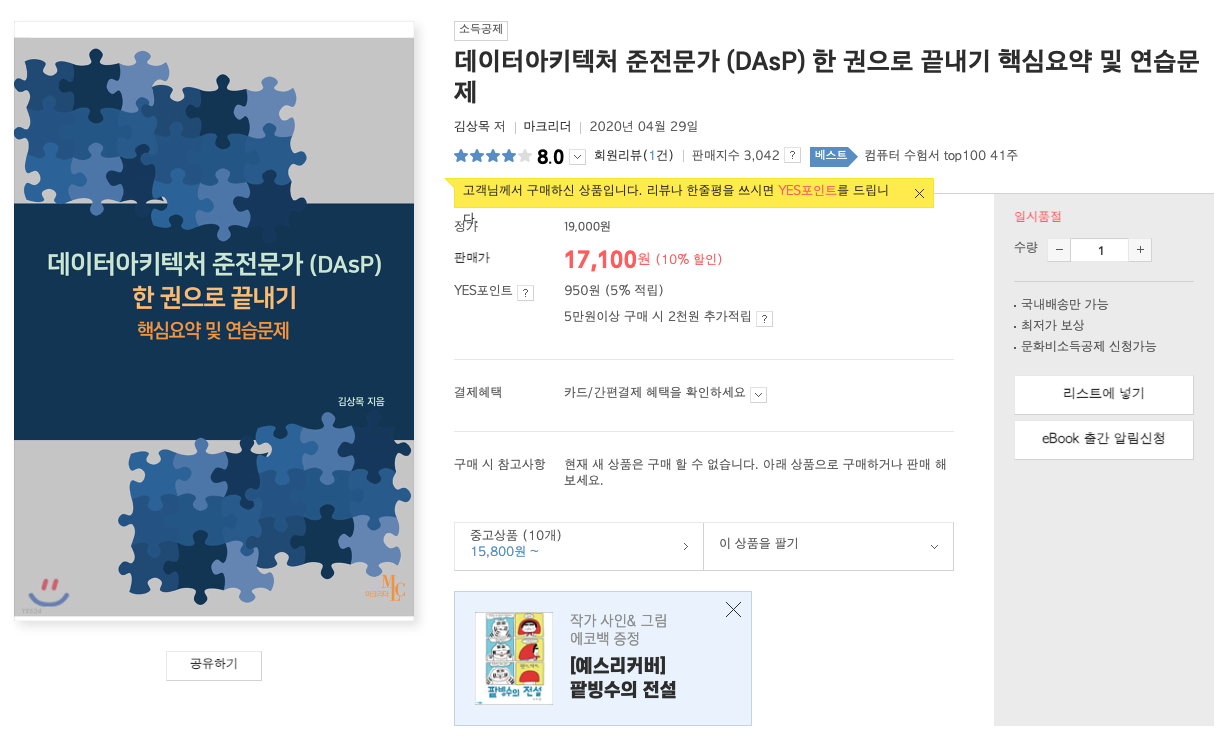 데이터아키텍처 준전문가 (DAsP)
한 권으로 끝내기
핵심요약 및 연습문제
김상목 지음
YES24
공유하기
소득공제
데이터아키텍처 준전문가 (DAsP) 한 권으로 끝내기 핵심요약 및 연습문
제
김상목 저 | 마크리더 | 2020년 04월 29일
8.0 회원리뷰(1건) | 판매지수 3,042 ? 베스트 컴퓨터 수험서 top100 41주
고객님께서 구매하신 상품입니다. 리뷰나 한줄평을 쓰시면 YES포인트를 드립니
다.
정가 19,000원
판매가 17,100원 (10% 할인)
YES포인트 ? 950원 (5% 적립)
5만원이상 구매 시 2천원 추가적립 ?
결제혜택 카드/간편결제 혜택을 확인하세요
구매 시 참고사항 현재 새 상품은 구매 할 수 없습니다. 아래 상품으로 구매하거나 판매 해
보세요.
중고상품 (10개)
15,800원 ~
이 상품을 팔기
팥빙수의 전설
작가 사인& 그림
에코백 증정
[예스리커버]
팥빙수의 전설
일시품절
수량 − 1 +
· 국내배송만 가능
· 최저가 보상
· 문화비소득공제 신청가능
리스트에 넣기
eBook 출간 알림신청